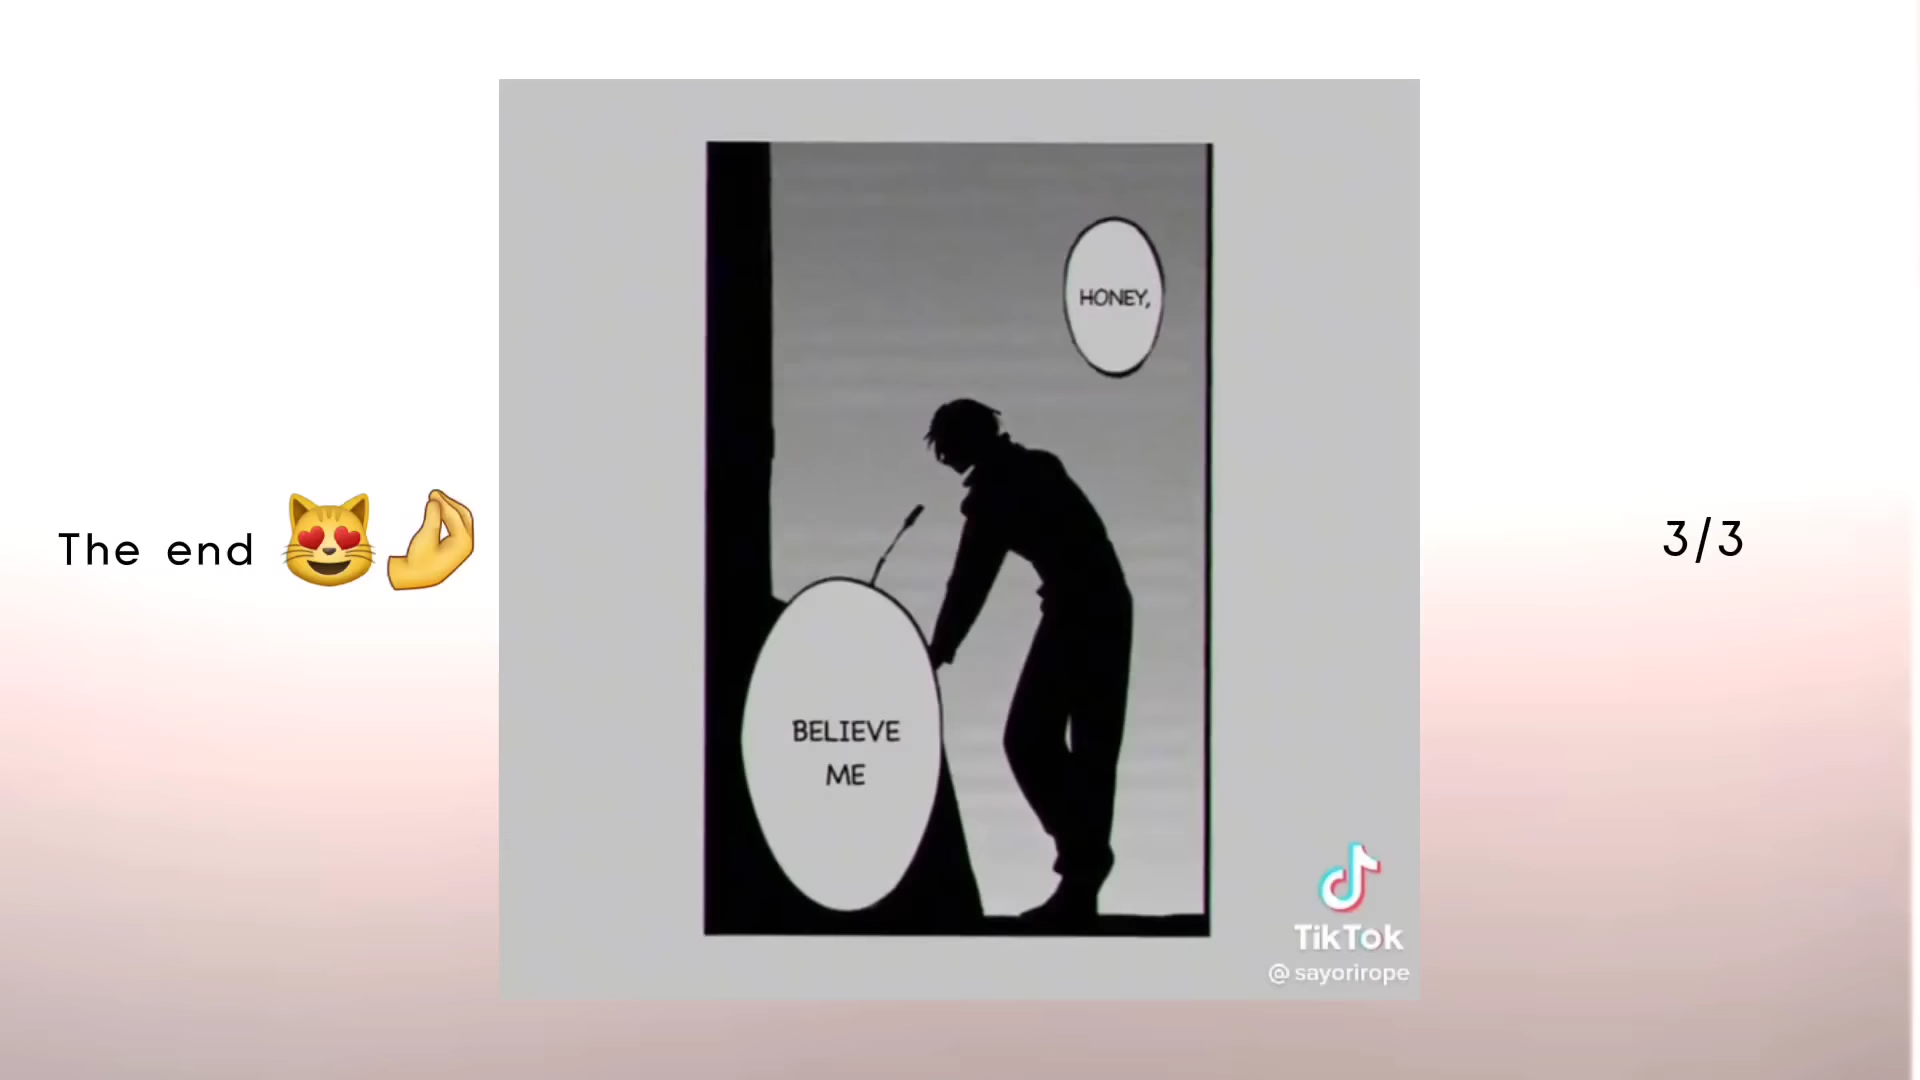 The end 😻🤌
HONEY,
BELIEVE
ME
TikTok
@sayorirope
3/3